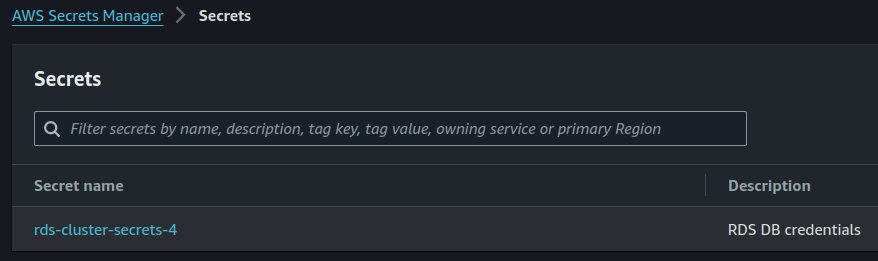 AWS Secrets Manager > Secrets
Secrets
Filter secrets by name, description, tag key, tag value, owning service or primary Region
Secret name Description
rds-cluster-secrets-4 RDS DB credentials